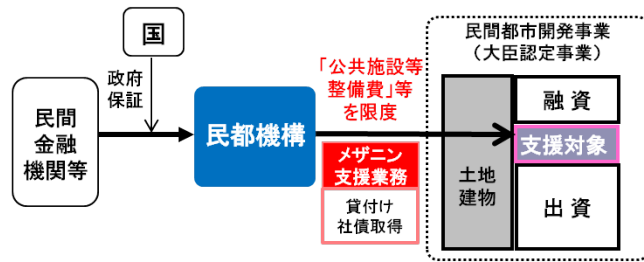 国
政府
保証
民間
金融
機関等
民都機構
「公共施設等
整備費」等
を限度
メザニン
支援業務
貸付け
社債取得
民間都市開発事業
（大臣認定事業）
土地
建物
融 資
支援対象
出 資